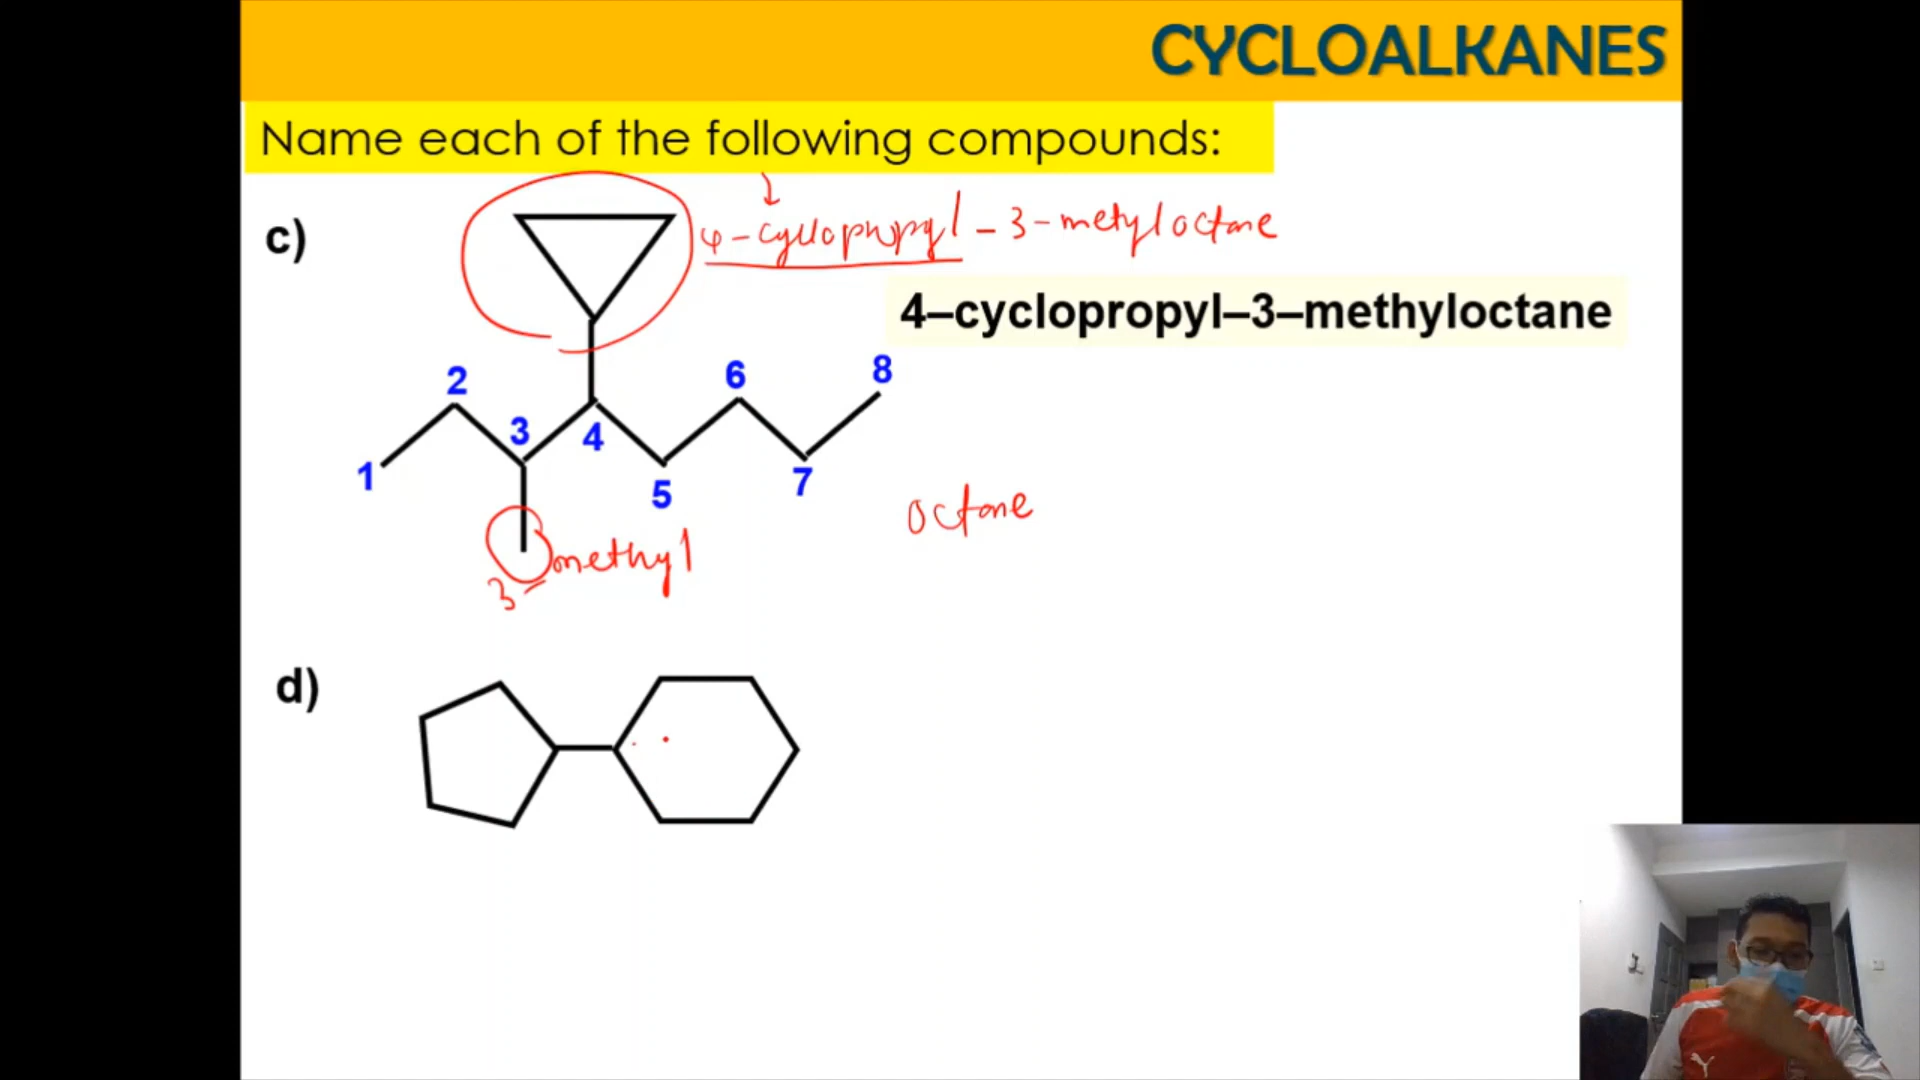 CYCLOALKANES
Name each of the following compounds:
c)
4-cyclopropyl-3-metyloctane
4–cyclopropyl–3–methyloctane
8
6
2
3
4
1
7
5
octane
methyl
3-
d)